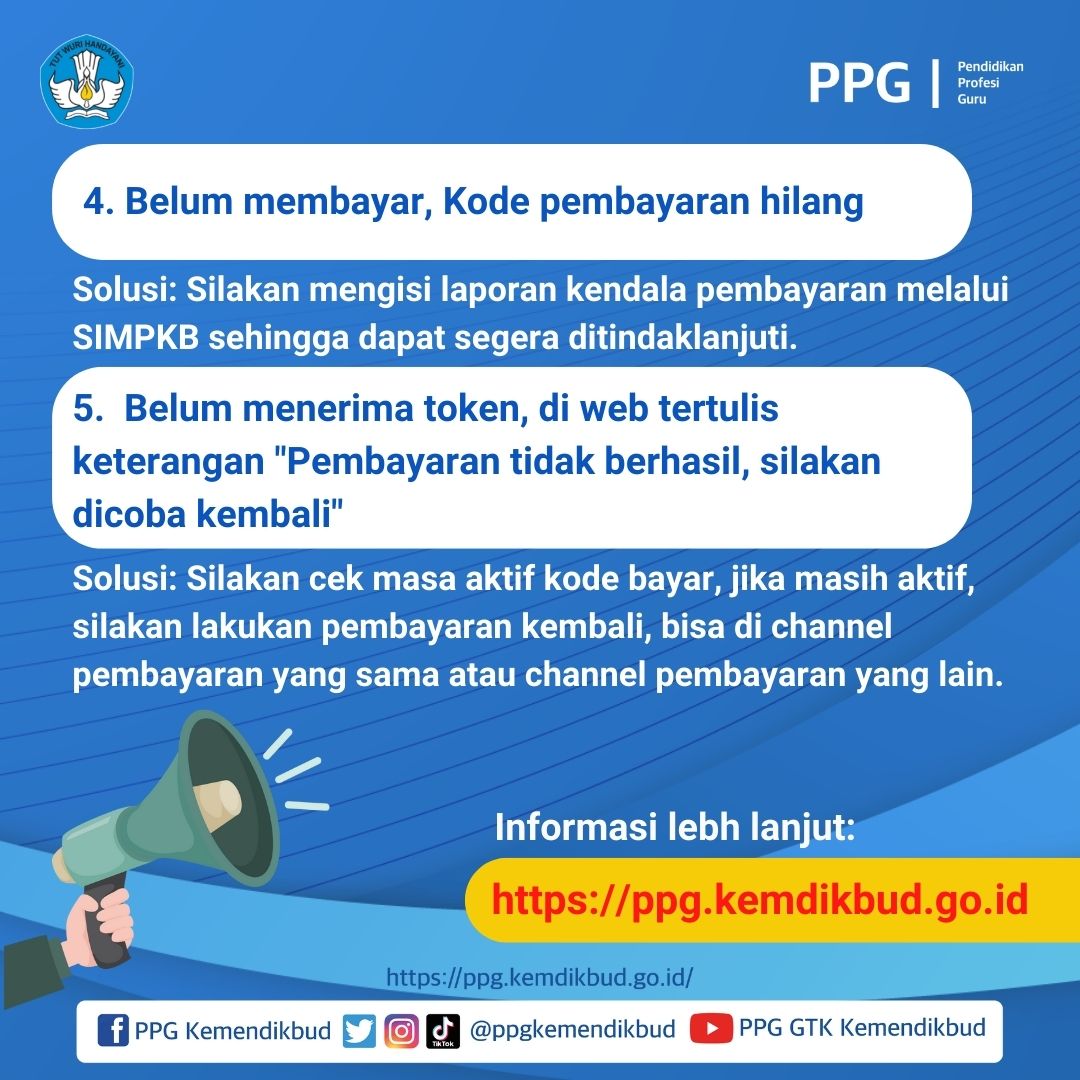 TUT WURI HANDAYANI
PPG
Pendidikan
Profesi
Guru
4. Belum membayar, Kode pembayaran hilang
Solusi: Silakan mengisi laporan kendala pembayaran melalui
SIMPKB sehingga dapat segera ditindaklanjuti.
5. Belum menerima token, di web tertulis
keterangan "Pembayaran tidak berhasil, silakan
dicoba kembali"
Solusi: Silakan cek masa aktif kode bayar, jika masih aktif,
silakan lakukan pembayaran kembali, bisa di channel
pembayaran yang sama atau channel pembayaran yang lain.
Informasi lebh lanjut:
https://ppg.kemdikbud.go.id
https://ppg.kemdikbud.go.id/
PPG Kemendikbud TikTok @ppgkemendikbud PPG GTK Kemendikbud